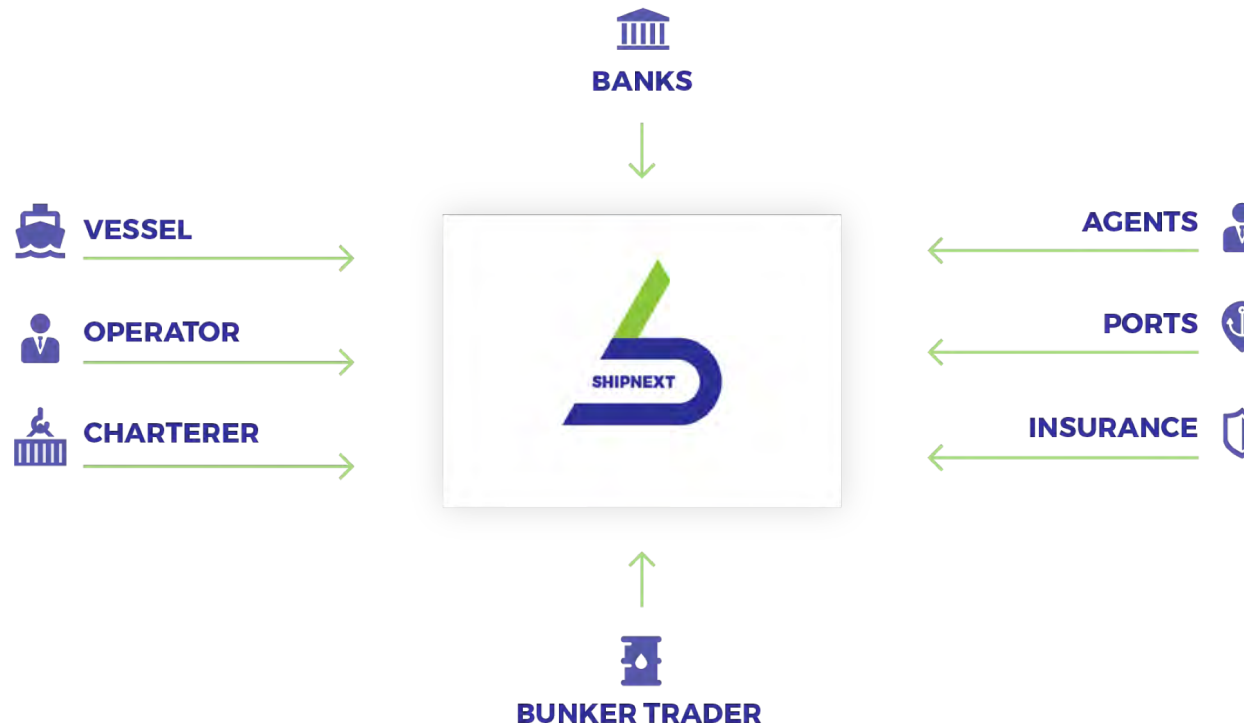 BANKS
VESSEL
AGENTS
OPERATOR
PORTS
SHIPNEXT
CHARTERER
INSURANCE
BUNKER TRADER